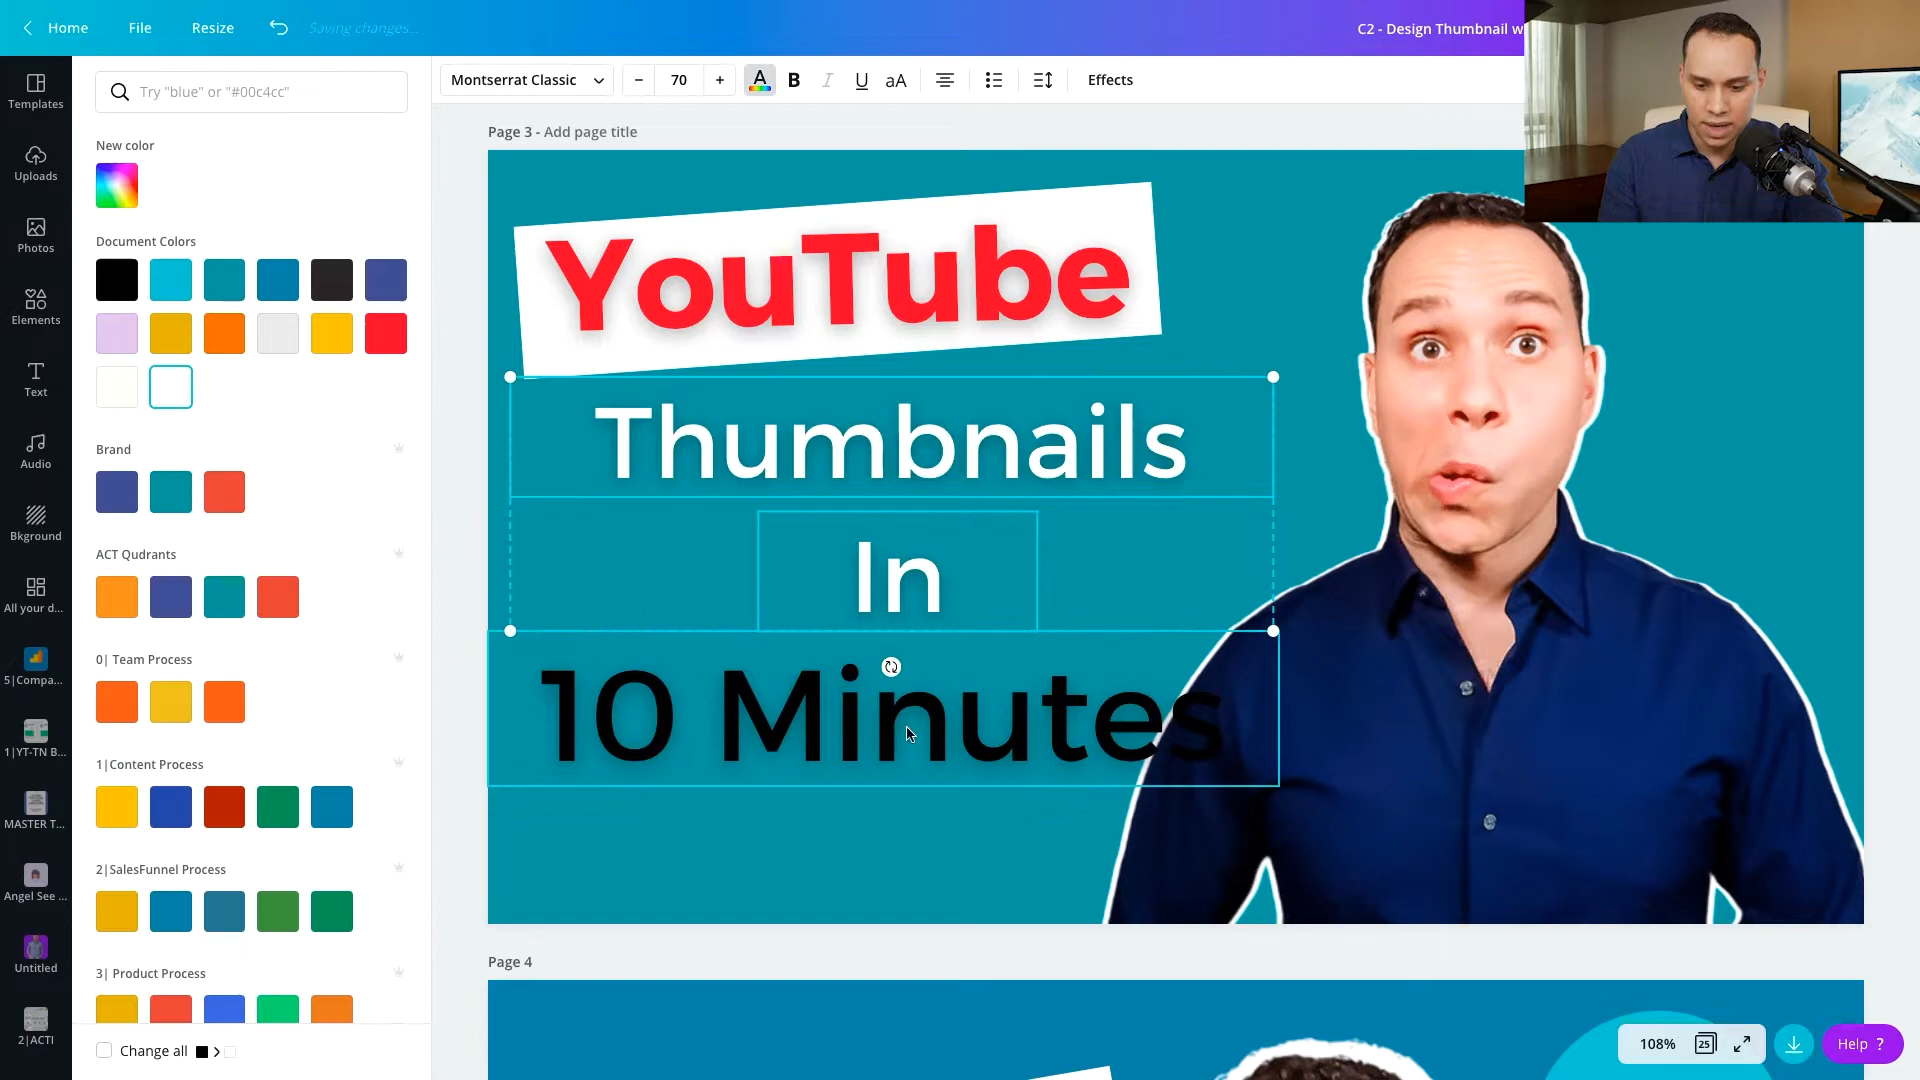 Home File Resize Saving changes... C2 - Design Thumbnail w
Templates
Uploads
Photos
Elements
Text
Audio
Bkground
All your d...
5|Compa...
1|YT-TN B...
MASTER T...
Angel See ...
Untitled
2|ACTI
Try "blue" or "#00c4cc"
New color
Document Colors
Brand
ACT Qudrants
0| Team Process
1|Content Process
2|SalesFunnel Process
3| Product Process
Change all
Montserrat Classic − 70 + A B I U aA Effects
Page 3 - Add page title
YouTube
Thumbnails
In
10 Minutes
Page 4
108% 25 Help ?